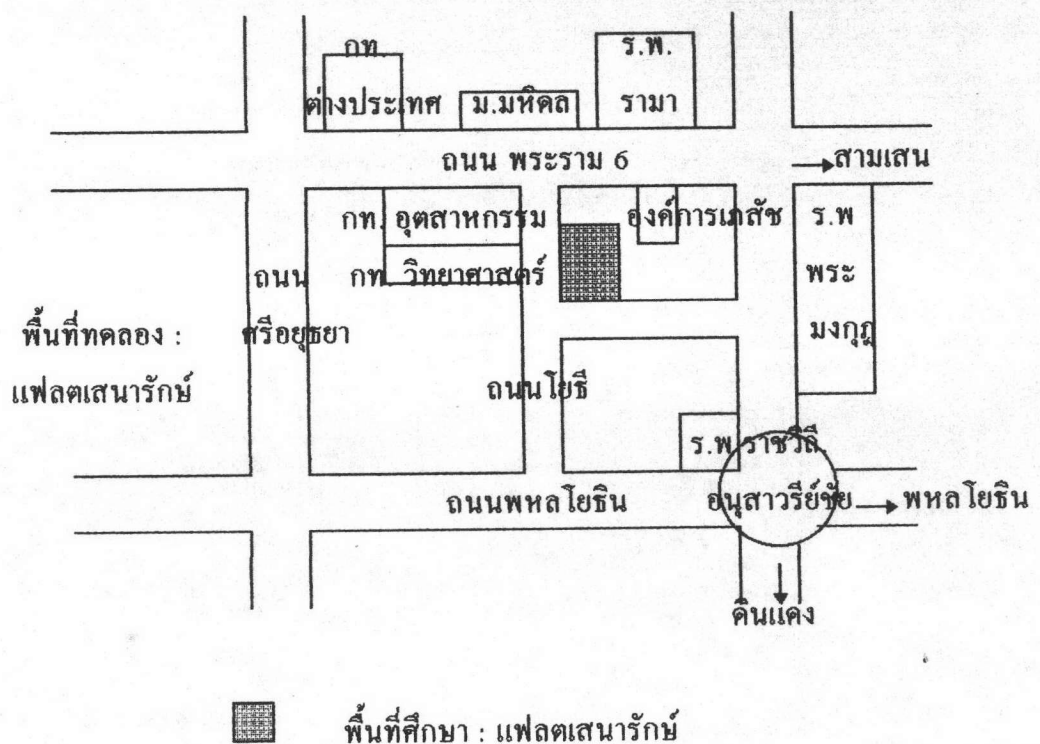 กท.
ร.พ.
ต่างประเทศ
ม.มหิดล
รามา
ถนน พระราม 6
สามเสน
กท. อุตสาหกรรม
องค์การเภสัช
ร.พ
ถนน
กท. วิทยาศาสตร์
พระ
พื้นที่ทดลอง :
ศรีอยุธยา
มงกุฎ
แฟลตเสนารักษ์
ถนนโยธี
ร.พ.ราชวิถี
ถนนพหลโยธิน
อนุสาวรีย์ชัย
พหลโยธิน
ดินแดง
พื้นที่ศึกษา : แฟลตเสนารักษ์